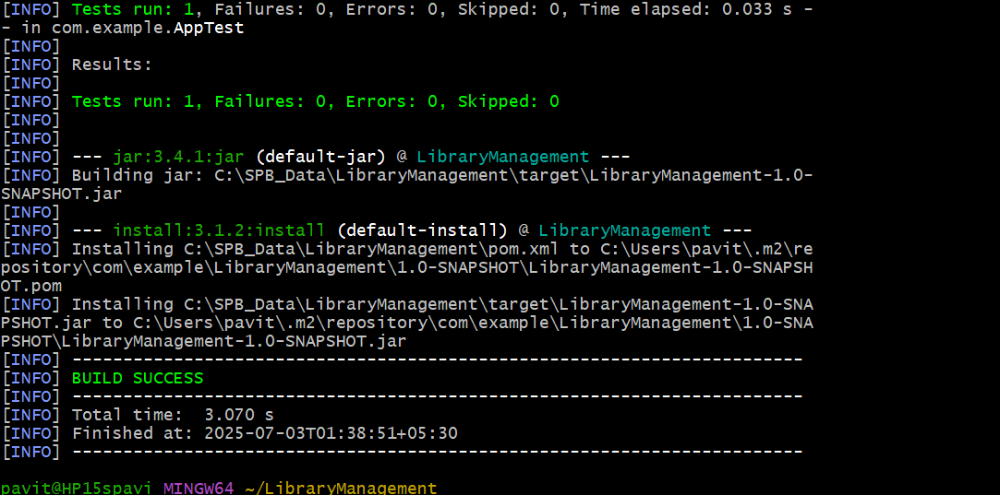 [INFO] Tests run: 1, Failures: 0, Errors: 0, Skipped: 0, Time elapsed: 0.033 s -
- in com.example.AppTest
[INFO]
[INFO] Results:
[INFO]
[INFO] Tests run: 1, Failures: 0, Errors: 0, Skipped: 0
[INFO]
[INFO]
[INFO] --- jar:3.4.1:jar (default-jar) @ LibraryManagement ---
[INFO] Building jar: C:\SPB_Data\LibraryManagement\target\LibraryManagement-1.0-
SNAPSHOT.jar
[INFO]
[INFO] --- install:3.1.2:install (default-install) @ LibraryManagement ---
[INFO] Installing C:\SPB_Data\LibraryManagement\pom.xml to C:\Users\pavit\.m2\re
pository\com\example\LibraryManagement\1.0-SNAPSHOT\LibraryManagement-1.0-SNAPSH
OT.pom
[INFO] Installing C:\SPB_Data\LibraryManagement\target\LibraryManagement-1.0-SNA
PSHOT.jar to C:\Users\pavit\.m2\repository\com\example\LibraryManagement\1.0-SNA
PSHOT\LibraryManagement-1.0-SNAPSHOT.jar
[INFO] ------------------------------------------------------------------------
[INFO] BUILD SUCCESS
[INFO] ------------------------------------------------------------------------
[INFO] Total time:  3.070 s
[INFO] Finished at: 2025-07-03T01:38:51+05:30
[INFO] ------------------------------------------------------------------------
pavit@HP15spavi MINGW64 ~/LibraryManagement